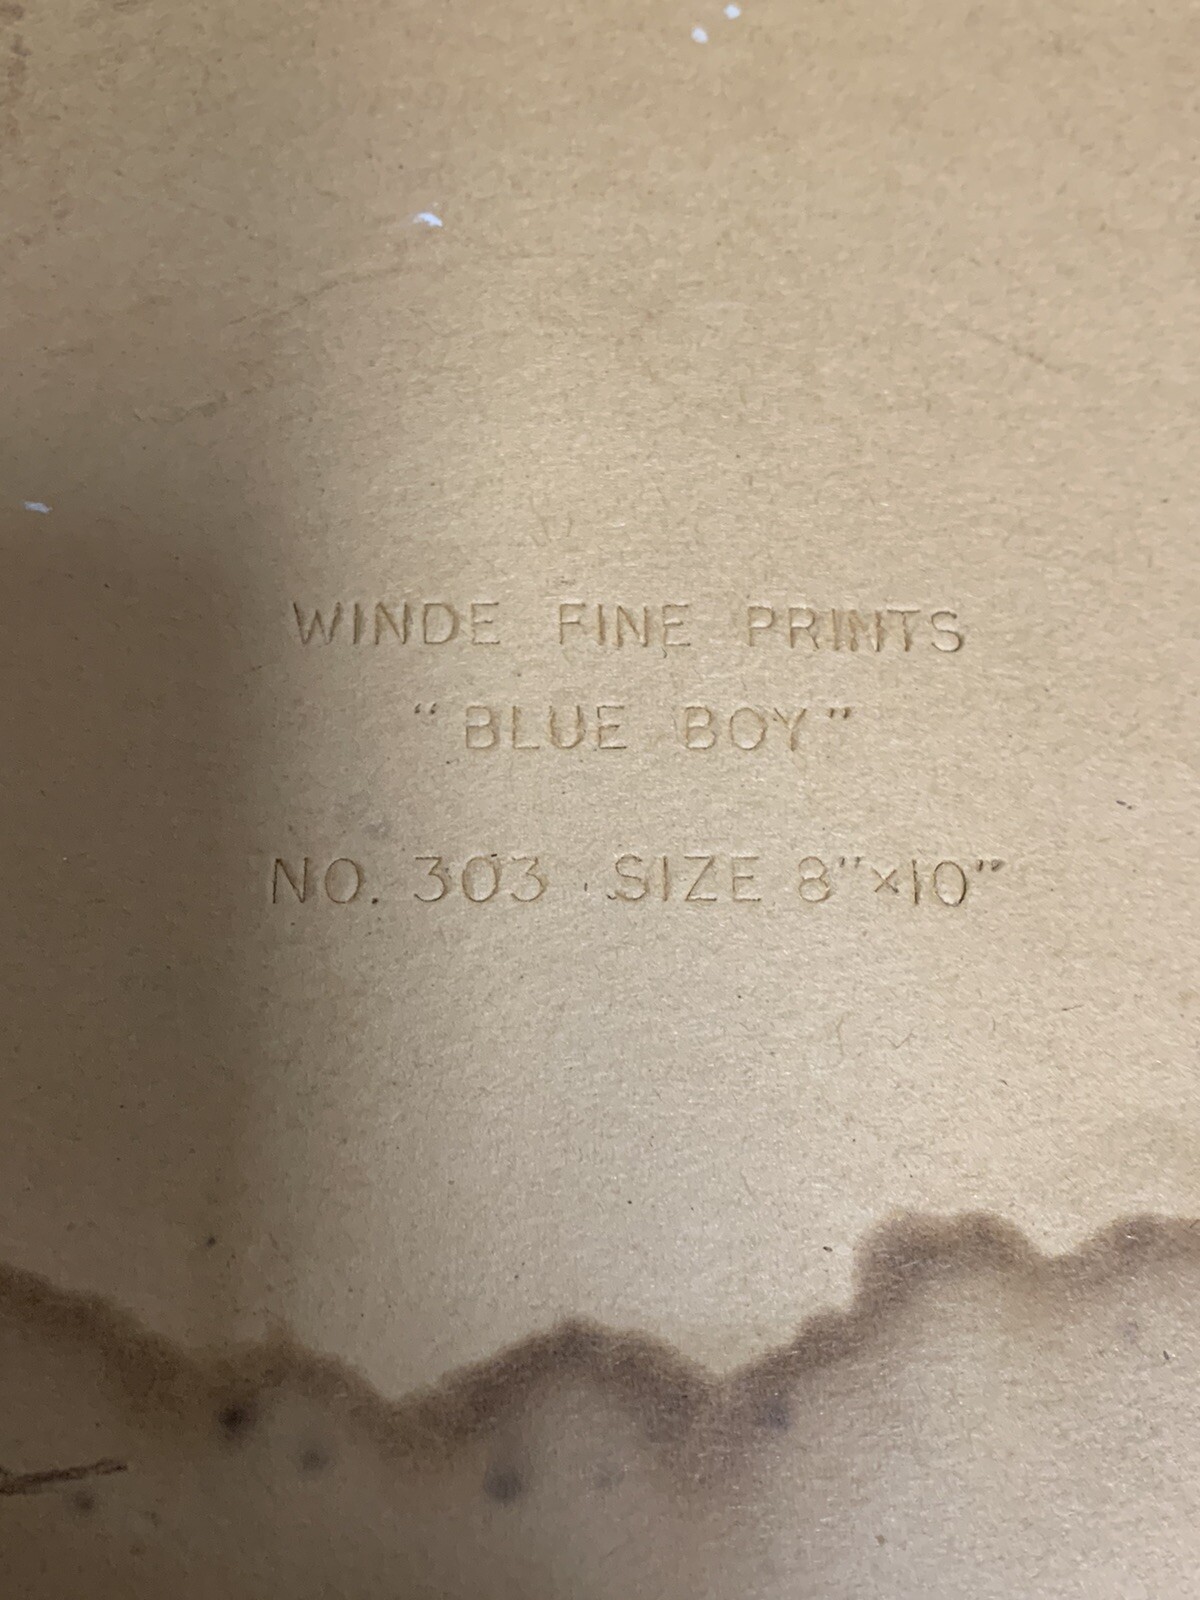 WINDE FINE PRINTS
“BLUE BOY”
NO. 303 . SIZE 8"×10"